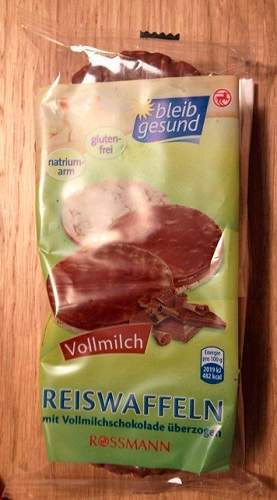 bleib
gesund
gluten-
frei
natrium-
arm
Vollmilch
Energie
pro 100 g
2019 kJ
482 kcal
REISWAFFELN
mit Vollmilchschokolade überzogen
ROSSMANN